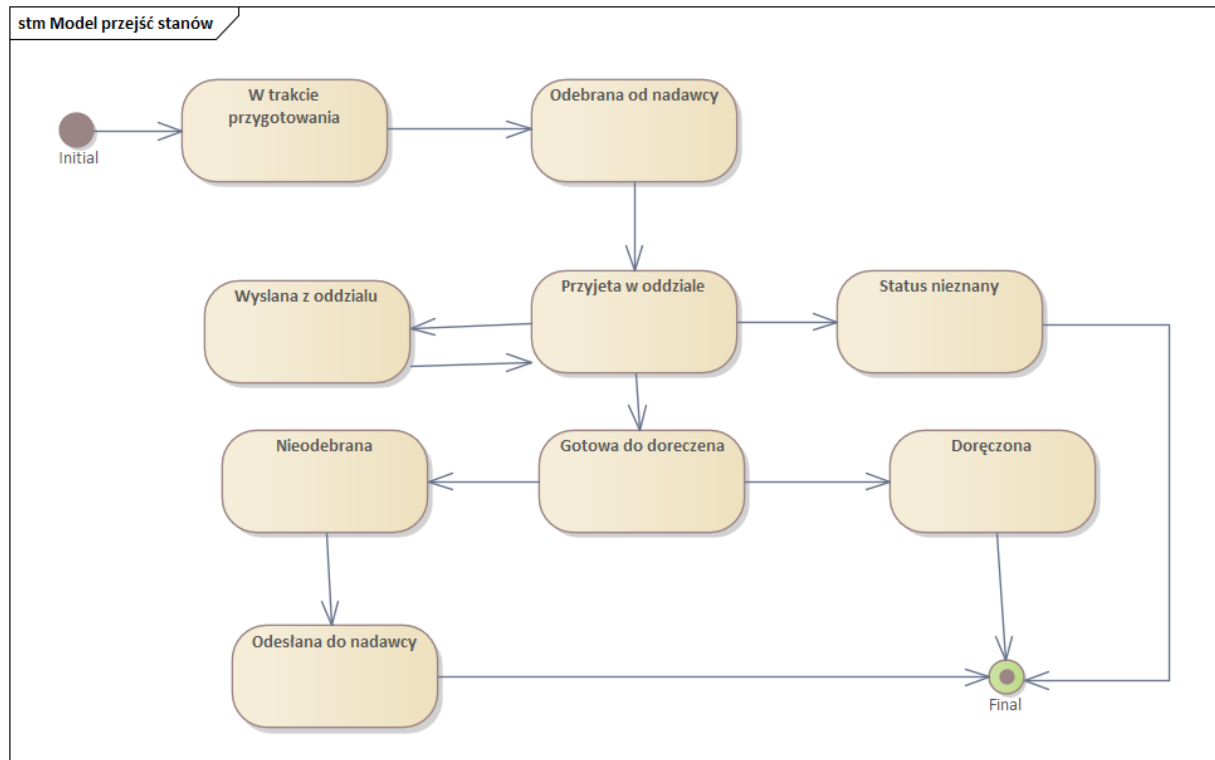 stm Model przejść stanów
W trakcie
przygotowania
Odebrana od nadawcy
Initial
Wyslana z oddzialu
Przyjeta w oddziale
Status nieznany
Nieodebrana
Gotowa do doreczena
Doręczona
Odesłana do nadawcy
Final